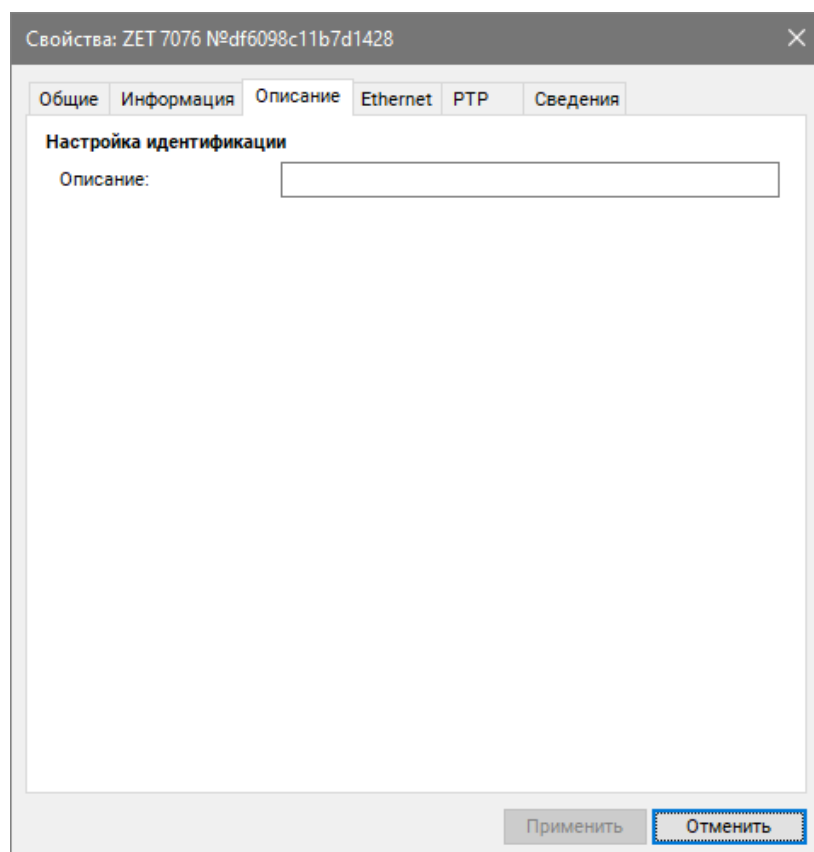 Свойства: ZET 7076 №df6098c11b7d1428
Общие Информация Описание Ethernet PTP Сведения
Настройка идентификации
Описание:
Применить Отменить